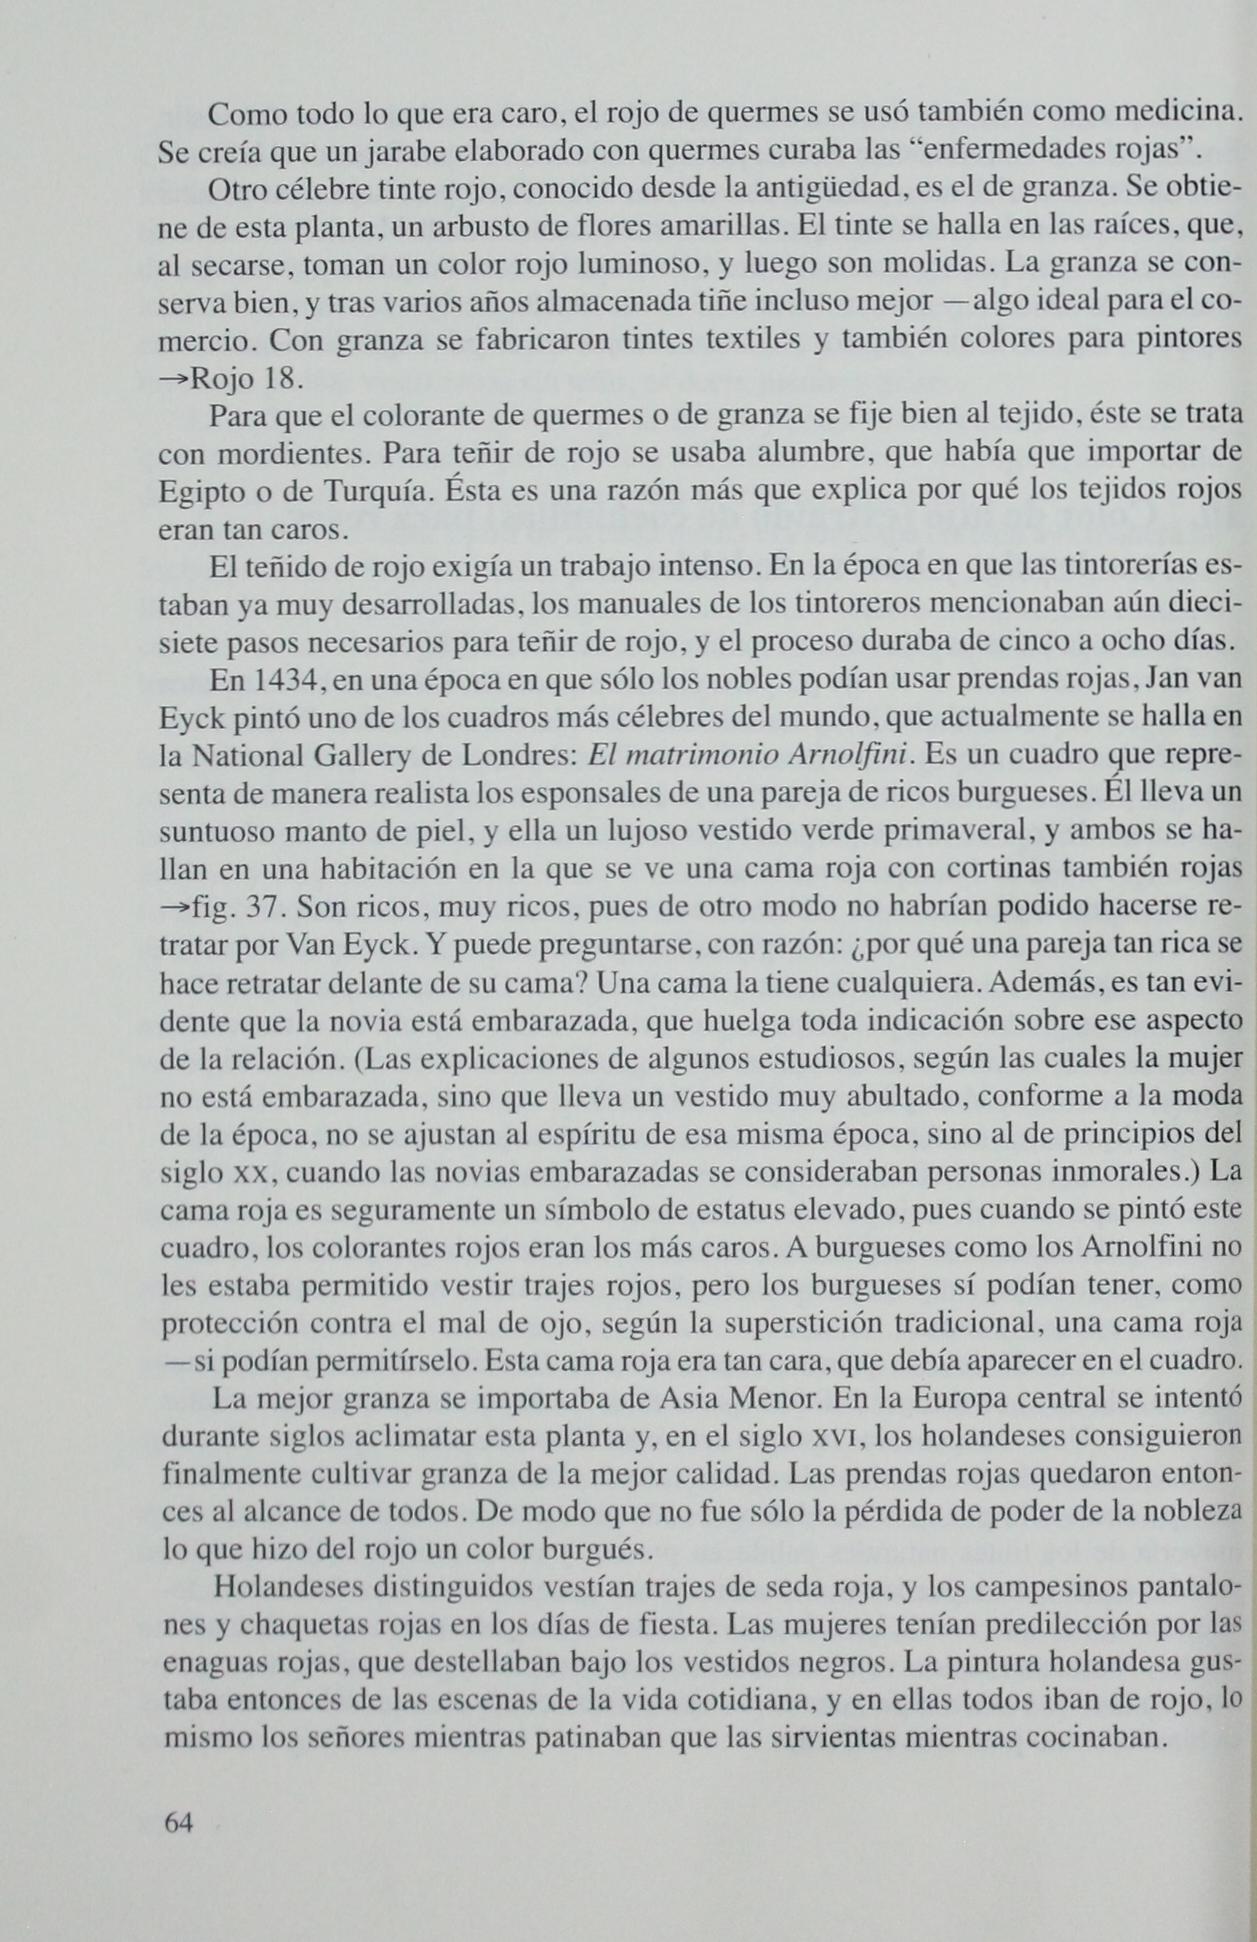 Como todo lo que era caro, el rojo de quermes se usó también como medicina.
Se creía que un jarabe elaborado con quermes curaba las “enfermedades rojas”.
Otro célebre tinte rojo, conocido desde la antigüedad, es el de granza. Se obtie-
ne de esta planta, un arbusto de flores amarillas. El tinte se halla en las raíces, que,
al secarse, toman un color rojo luminoso, y luego son molidas. La granza se con-
serva bien, y tras varios años almacenada tiñe incluso mejor —algo ideal para el co-
mercio. Con granza se fabricaron tintes textiles y también colores para pintores
→Rojo 18.
Para que el colorante de quermes o de granza se fije bien al tejido, éste se trata
con mordientes. Para teñir de rojo se usaba alumbre, que había que importar de
Egipto o de Turquía. Ésta es una razón más que explica por qué los tejidos rojos
eran tan caros.
El teñido de rojo exigía un trabajo intenso. En la época en que las tintorerías es-
taban ya muy desarrolladas, los manuales de los tintoreros mencionaban aún dieci-
siete pasos necesarios para teñir de rojo, y el proceso duraba de cinco a ocho días.
En 1434, en una época en que sólo los nobles podían usar prendas rojas, Jan van
Eyck pintó uno de los cuadros más célebres del mundo, que actualmente se halla en
la National Gallery de Londres: El matrimonio Arnolfini. Es un cuadro que repre-
senta de manera realista los esponsales de una pareja de ricos burgueses. Él lleva un
suntuoso manto de piel, y ella un lujoso vestido verde primaveral, y ambos se ha-
llan en una habitación en la que se ve una cama roja con cortinas también rojas
→fig. 37. Son ricos, muy ricos, pues de otro modo no habrían podido hacerse re-
tratar por Van Eyck. Y puede preguntarse, con razón: ¿por qué una pareja tan rica se
hace retratar delante de su cama? Una cama la tiene cualquiera. Además, es tan evi-
dente que la novia está embarazada, que huelga toda indicación sobre ese aspecto
de la relación. (Las explicaciones de algunos estudiosos, según las cuales la mujer
no está embarazada, sino que lleva un vestido muy abultado, conforme a la moda
de la época, no se ajustan al espíritu de esa misma época, sino al de principios del
siglo XX, cuando las novias embarazadas se consideraban personas inmorales.) La
cama roja es seguramente un símbolo de estatus elevado, pues cuando se pintó este
cuadro, los colorantes rojos eran los más caros. A burgueses como los Arnolfini no
les estaba permitido vestir trajes rojos, pero los burgueses sí podían tener, como
protección contra el mal de ojo, según la superstición tradicional, una cama roja
—si podían permitírselo. Esta cama roja era tan cara, que debía aparecer en el cuadro.
La mejor granza se importaba de Asia Menor. En la Europa central se intentó
durante siglos aclimatar esta planta y, en el siglo XVI, los holandeses consiguieron
finalmente cultivar granza de la mejor calidad. Las prendas rojas quedaron enton-
ces al alcance de todos. De modo que no fue sólo la pérdida de poder de la nobleza
lo que hizo del rojo un color burgués.
Holandeses distinguidos vestían trajes de seda roja, y los campesinos pantalo-
nes y chaquetas rojas en los días de fiesta. Las mujeres tenían predilección por las
enaguas rojas, que destellaban bajo los vestidos negros. La pintura holandesa gus-
taba entonces de las escenas de la vida cotidiana, y en ellas todos iban de rojo, lo
mismo los señores mientras patinaban que las sirvientas mientras cocinaban.
64